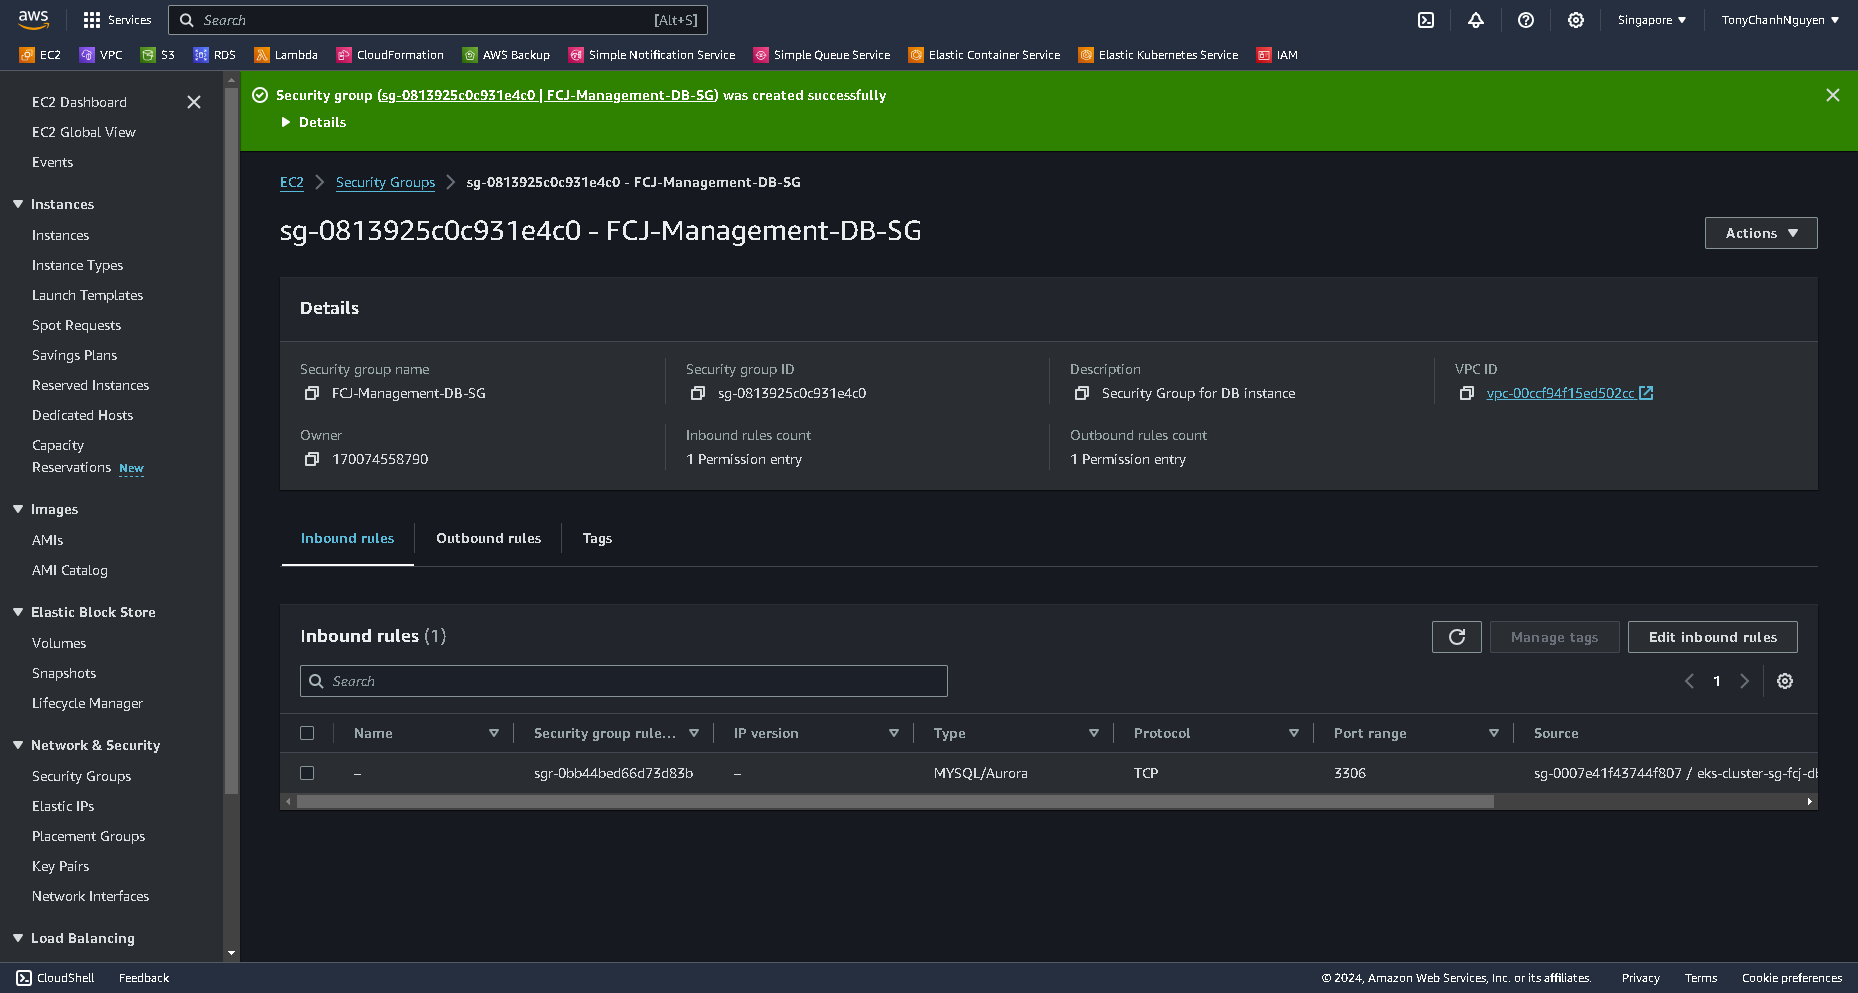 aws
Services
Search [Alt+S]
Singapore ▼
TonyChanhNguyen ▼
EC2 VPC S3 RDS Lambda CloudFormation AWS Backup Simple Notification Service Simple Queue Service Elastic Container Service Elastic Kubernetes Service IAM
EC2 Dashboard
EC2 Global View
Events
Instances
Instances
Instance Types
Launch Templates
Spot Requests
Savings Plans
Reserved Instances
Dedicated Hosts
Capacity
Reservations New
Images
AMIs
AMI Catalog
Elastic Block Store
Volumes
Snapshots
Lifecycle Manager
Network & Security
Security Groups
Elastic IPs
Placement Groups
Key Pairs
Network Interfaces
Load Balancing
Security group (sg-0813925c0c931e4c0 | FCJ-Management-DB-SG) was created successfully
Details
EC2 > Security Groups > sg-0813925c0c931e4c0 - FCJ-Management-DB-SG
sg-0813925c0c931e4c0 - FCJ-Management-DB-SG
Actions ▼
Details
Security group name
FCJ-Management-DB-SG
Security group ID
sg-0813925c0c931e4c0
Description
Security Group for DB instance
VPC ID
vpc-00ccf94f15ed502cc
Owner
170074558790
Inbound rules count
1 Permission entry
Outbound rules count
1 Permission entry
Inbound rules Outbound rules Tags
Inbound rules (1)
Manage tags
Edit inbound rules
Search
1
Name Security group rule... IP version Type Protocol Port range Source
– sgr-0bb44bed66d73d83b – MYSQL/Aurora TCP 3306 sg-0007e41f43744f807 / eks-cluster-sg-fcj-db
CloudShell Feedback © 2024, Amazon Web Services, Inc. or its affiliates. Privacy Terms Cookie preferences